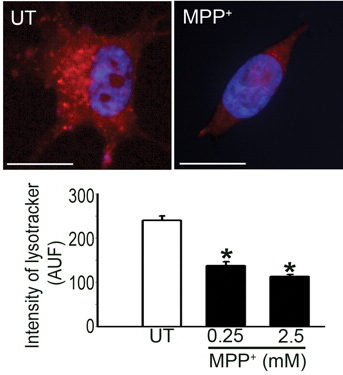 UT MPP⁺
Intensity of lysotracker
(AUF)
300
200
100
0
* *
UT 0.25 2.5
MPP⁺ (mM)